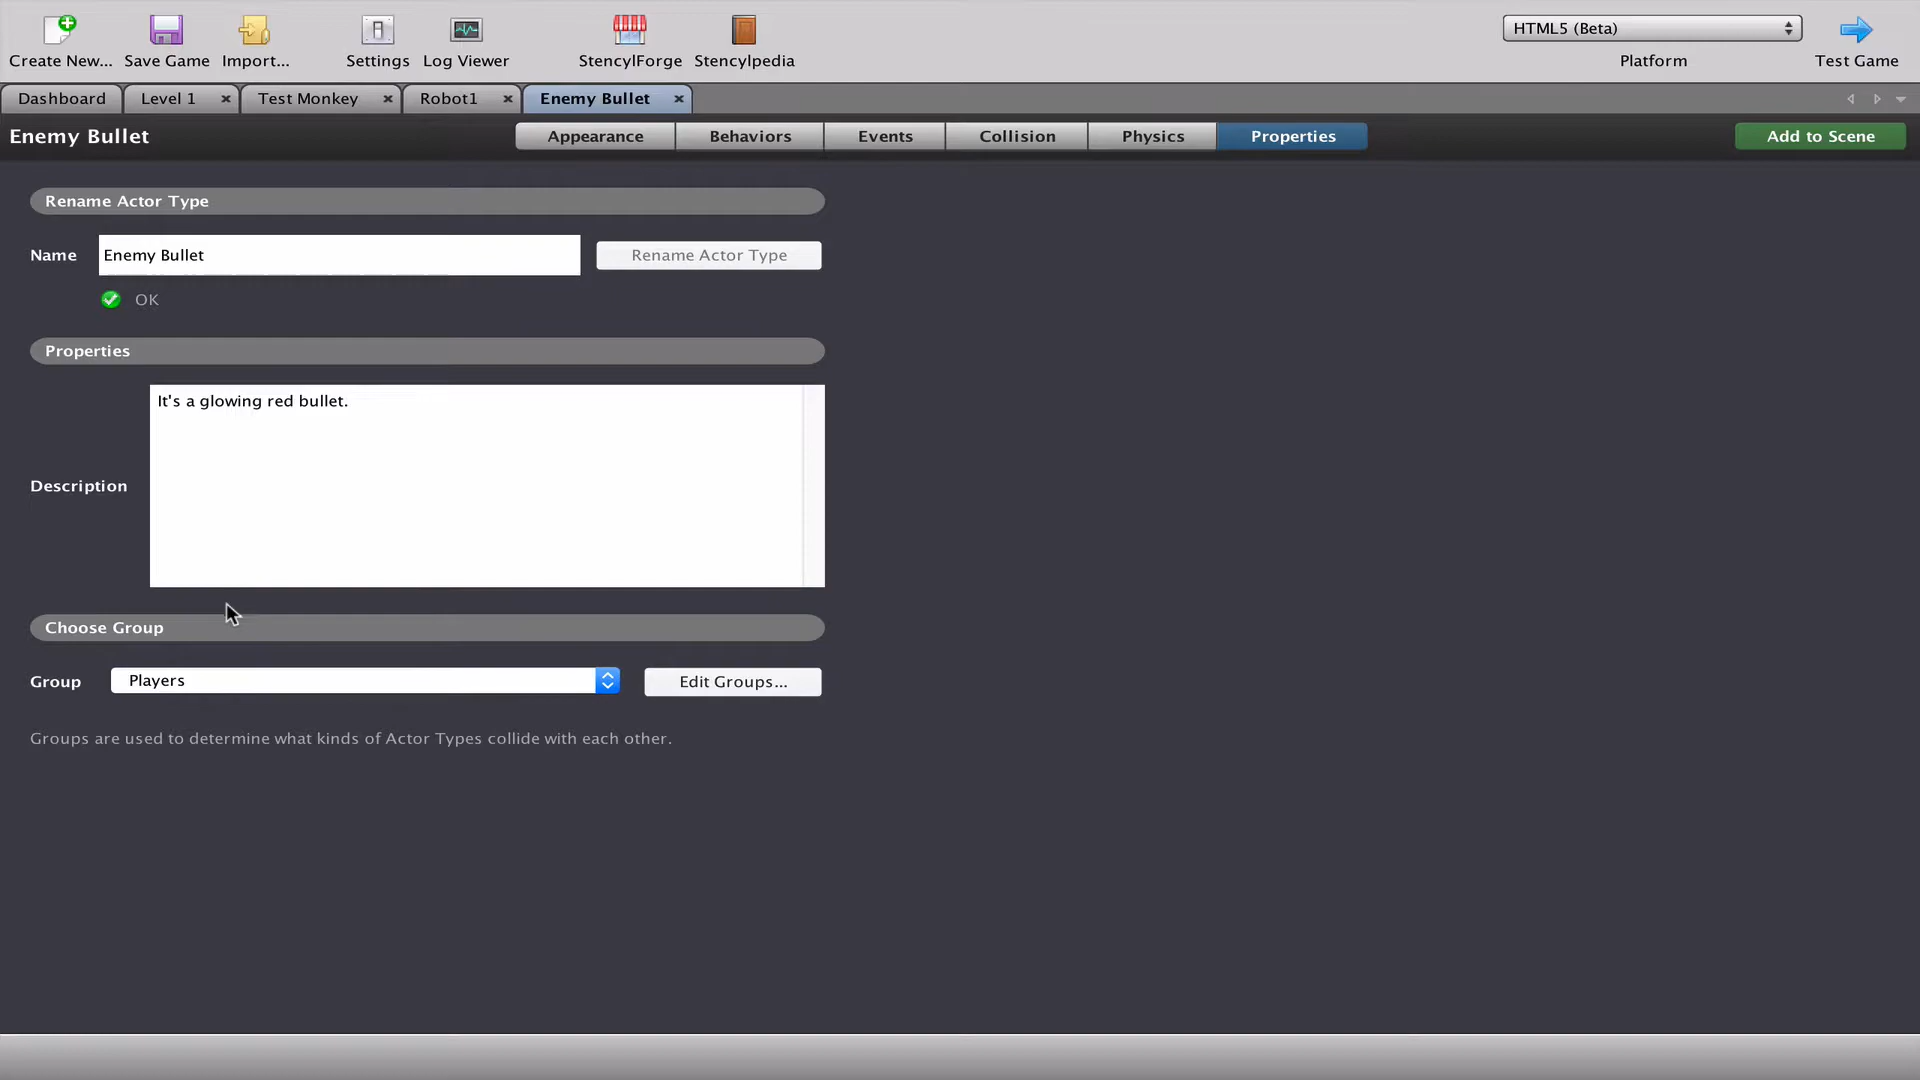 Create New... Save Game Import... Settings Log Viewer StencylForge Stencylpedia HTML5 (Beta) Platform Test Game
Dashboard Level 1 Test Monkey Robot1 Enemy Bullet
Enemy Bullet Appearance Behaviors Events Collision Physics Properties Add to Scene
Rename Actor Type
Name Enemy Bullet Rename Actor Type
OK
Properties
It's a glowing red bullet.
Description
Choose Group
Group Players Edit Groups...
Groups are used to determine what kinds of Actor Types collide with each other.